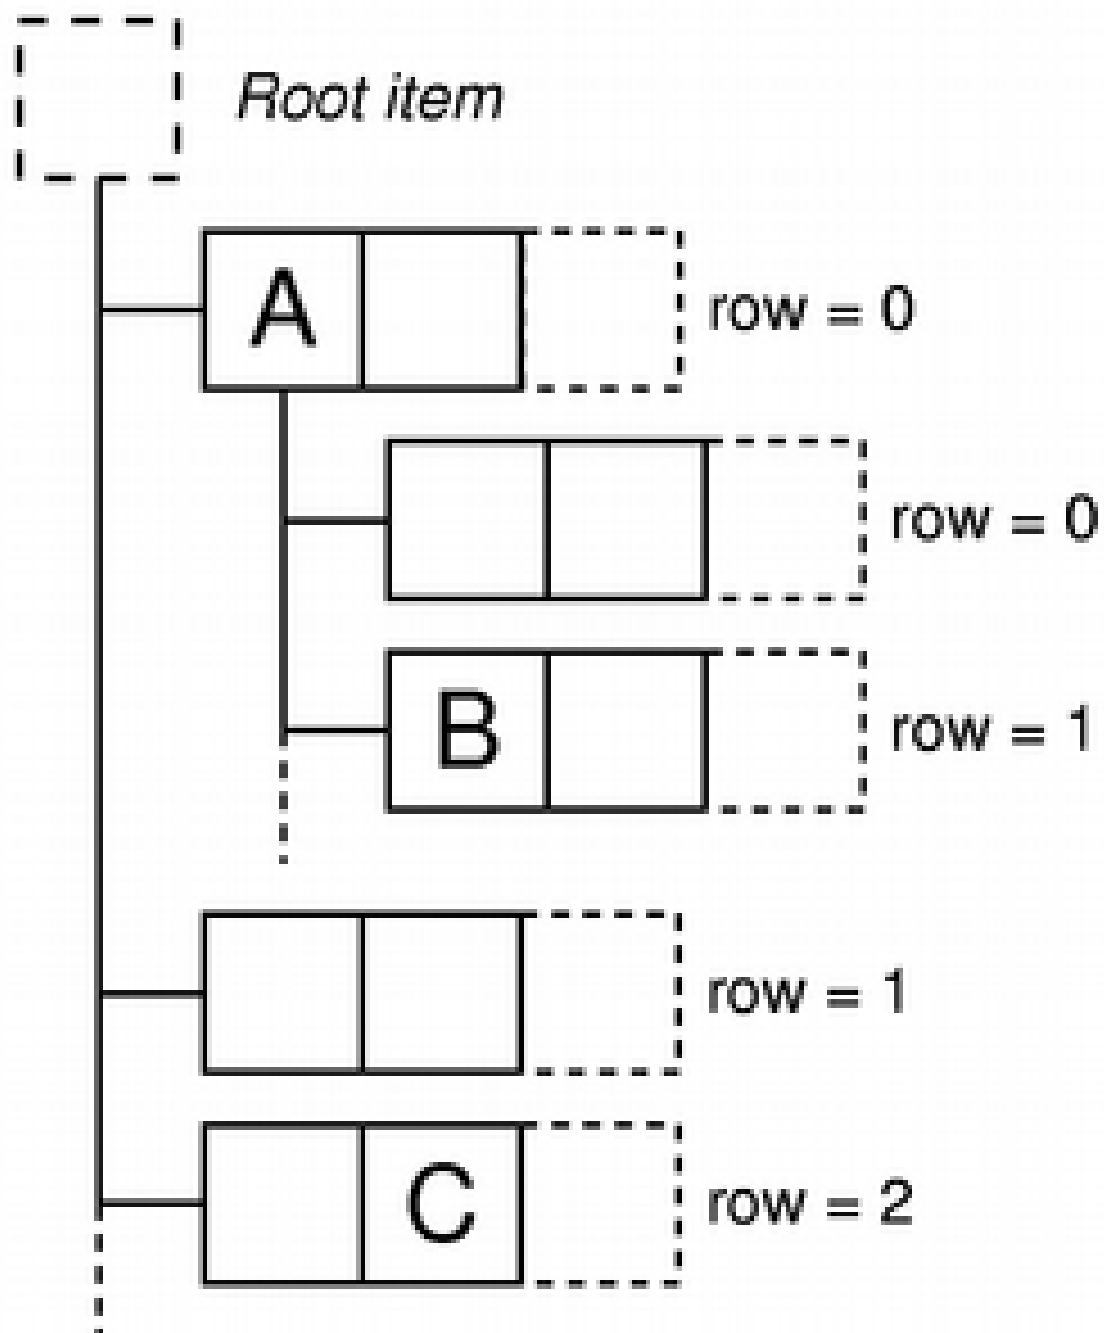 Root item
A row = 0
row = 0
B row = 1
row = 1
C row = 2